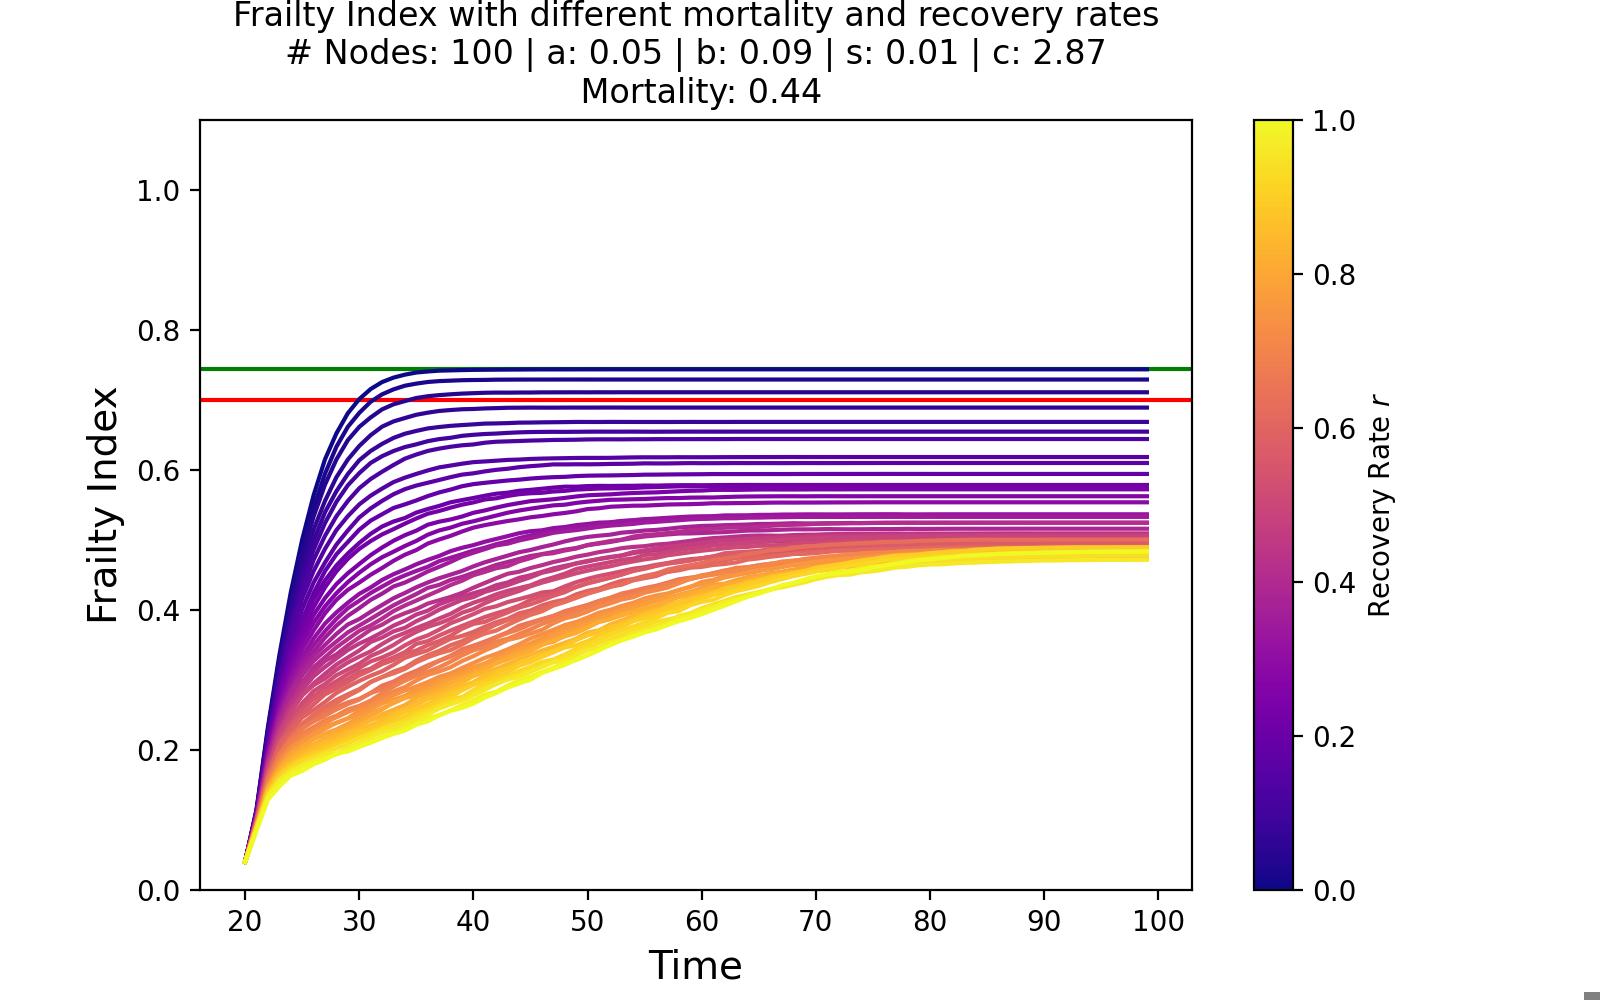 Frailty Index with different mortality and recovery rates
# Nodes: 100 | a: 0.05 | b: 0.09 | s: 0.01 | c: 2.87
Mortality: 0.44
Frailty Index
1.0
0.8
0.6
0.4
0.2
0.0
20 30 40 50 60 70 80 90 100
Time
1.0
0.8
0.6
0.4
0.2
0.0
Recovery Rate r